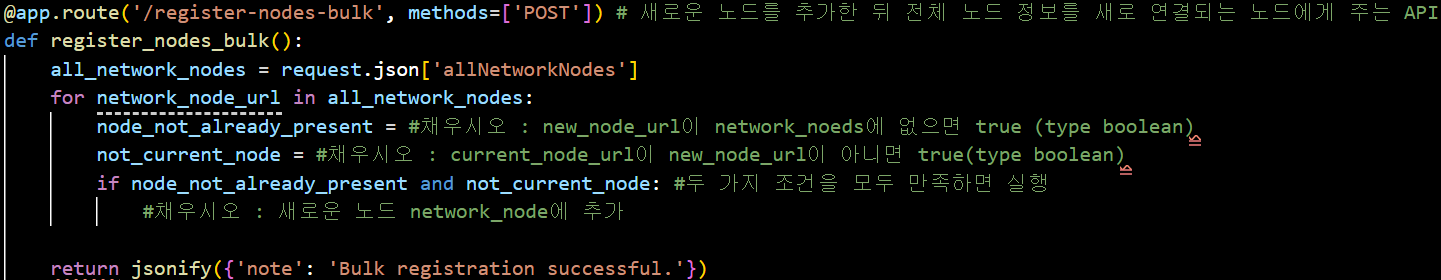 @app.route('/register-nodes-bulk', methods=['POST']) # 새로운 노드를 추가한 뒤 전체 노드 정보를 새로 연결되는 노드에게 주는 API
def register_nodes_bulk():
    all_network_nodes = request.json['allNetworkNodes']
    for network_node_url in all_network_nodes:
        node_not_already_present = #채우시오 : new_node_url이 network_noeds에 없으면 true (type boolean)
        not_current_node = #채우시오 : current_node_url이 new_node_url이 아니면 true(type boolean)
        if node_not_already_present and not_current_node: #두 가지 조건을 모두 만족하면 실행
            #채우시오 : 새로운 노드 network_node에 추가
    return jsonify({'note': 'Bulk registration successful.'})